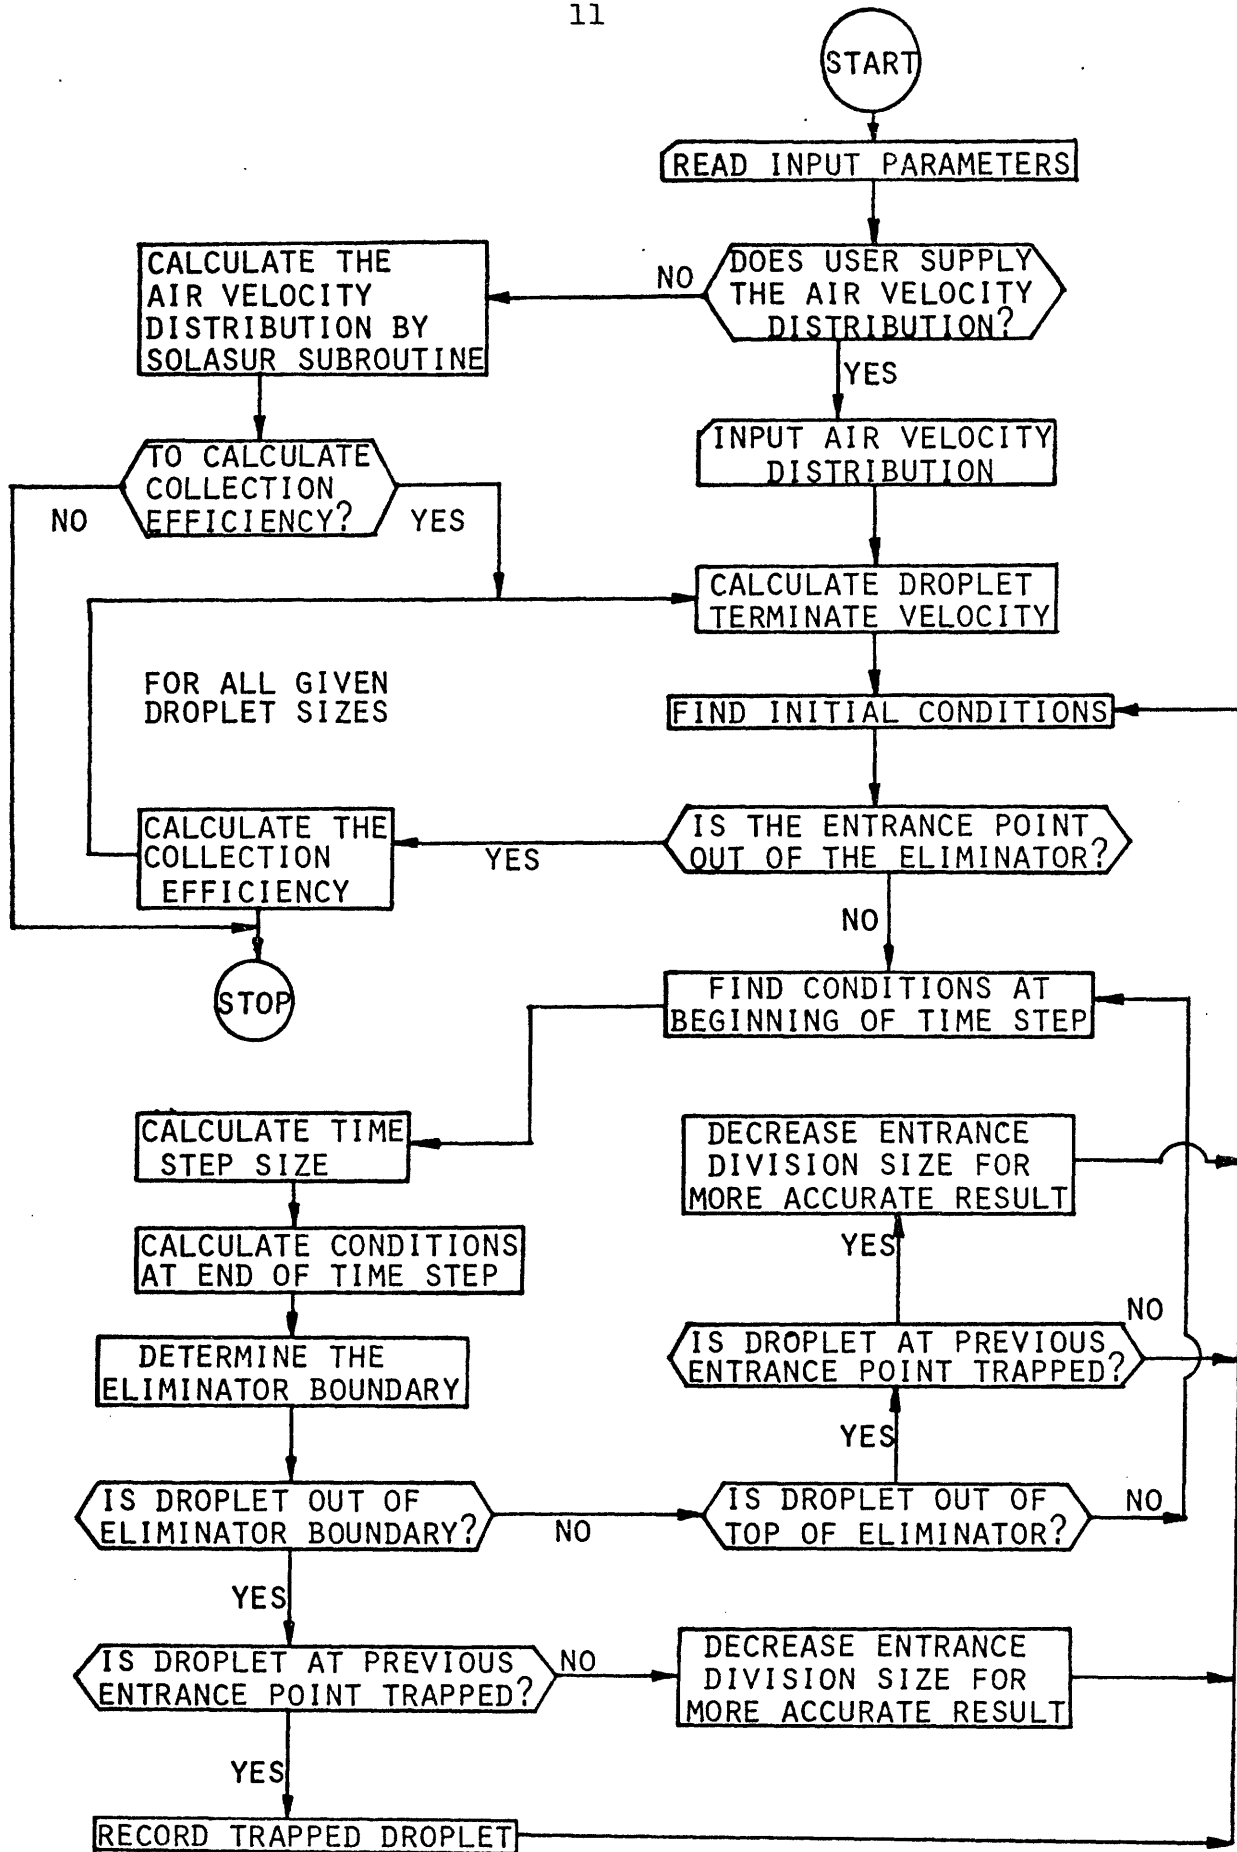 11
START
READ INPUT PARAMETERS
DOES USER SUPPLY
THE AIR VELOCITY
DISTRIBUTION?
NO
CALCULATE THE
AIR VELOCITY
DISTRIBUTION BY
SOLASUR SUBROUTINE
YES
INPUT AIR VELOCITY
DISTRIBUTION
TO CALCULATE
COLLECTION
EFFICIENCY?
NO
YES
CALCULATE DROPLET
TERMINATE VELOCITY
FOR ALL GIVEN
DROPLET SIZES
FIND INITIAL CONDITIONS
IS THE ENTRANCE POINT
OUT OF THE ELIMINATOR?
YES
CALCULATE THE
COLLECTION
EFFICIENCY
NO
STOP
FIND CONDITIONS AT
BEGINNING OF TIME STEP
CALCULATE TIME
STEP SIZE
DECREASE ENTRANCE
DIVISION SIZE FOR
MORE ACCURATE RESULT
CALCULATE CONDITIONS
AT END OF TIME STEP
YES
NO
DETERMINE THE
ELIMINATOR BOUNDARY
IS DROPLET AT PREVIOUS
ENTRANCE POINT TRAPPED?
YES
IS DROPLET OUT OF
ELIMINATOR BOUNDARY?
NO
IS DROPLET OUT OF
TOP OF ELIMINATOR?
NO
YES
IS DROPLET AT PREVIOUS
ENTRANCE POINT TRAPPED?
NO
DECREASE ENTRANCE
DIVISION SIZE FOR
MORE ACCURATE RESULT
YES
RECORD TRAPPED DROPLET